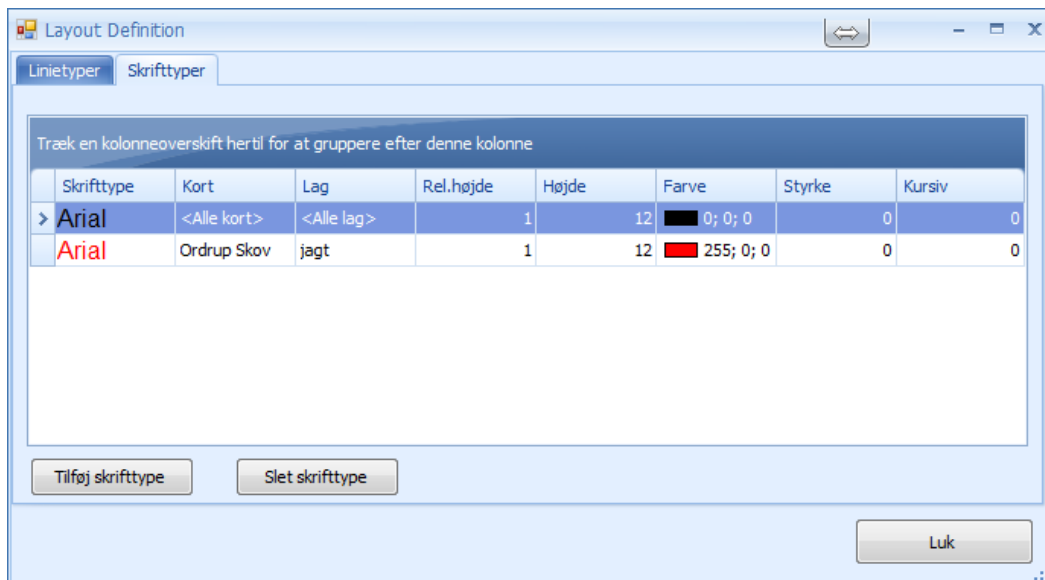 Layout Definition
Linietyper Skrifttyper
Træk en kolonneoverskift hertil for at gruppere efter denne kolonne
Skrifttype Kort Lag Rel.højde Højde Farve Styrke Kursiv
Arial <Alle kort> <Alle lag> 1 12 0; 0; 0 0 0
Arial Ordrup Skov jagt 1 12 255; 0; 0 0 0
Tilføj skrifttype Slet skrifttype
Luk